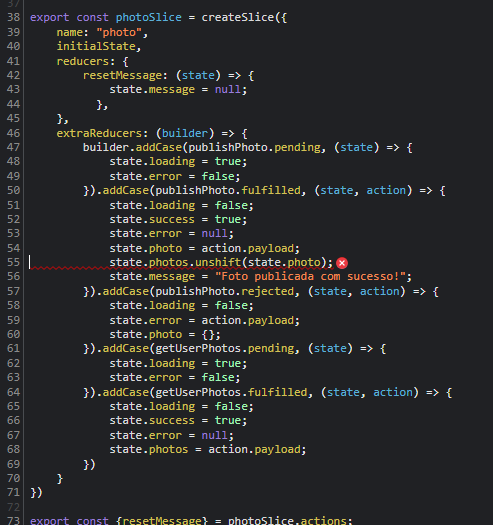 37
38 export const photoSlice = createSlice({
39 name: "photo",
40 initialState,
41 reducers: {
42 resetMessage: (state) => {
43 state.message = null;
44 },
45 },
46 extraReducers: (builder) => {
47 builder.addCase(publishPhoto.pending, (state) => {
48 state.loading = true;
49 state.error = false;
50 }).addCase(publishPhoto.fulfilled, (state, action) => {
51 state.loading = false;
52 state.success = true;
53 state.error = null;
54 state.photo = action.payload;
55 state.photos.unshift(state.photo);
56 state.message = "Foto publicada com sucesso!";
57 }).addCase(publishPhoto.rejected, (state, action) => {
58 state.loading = false;
59 state.error = action.payload;
60 state.photo = {};
61 }).addCase(getUserPhotos.pending, (state) => {
62 state.loading = true;
63 state.error = false;
64 }).addCase(getUserPhotos.fulfilled, (state, action) => {
65 state.loading = false;
66 state.success = true;
67 state.error = null;
68 state.photos = action.payload;
69 })
70 }
71 })
72
73 export const {resetMessage} = photoSlice.actions;